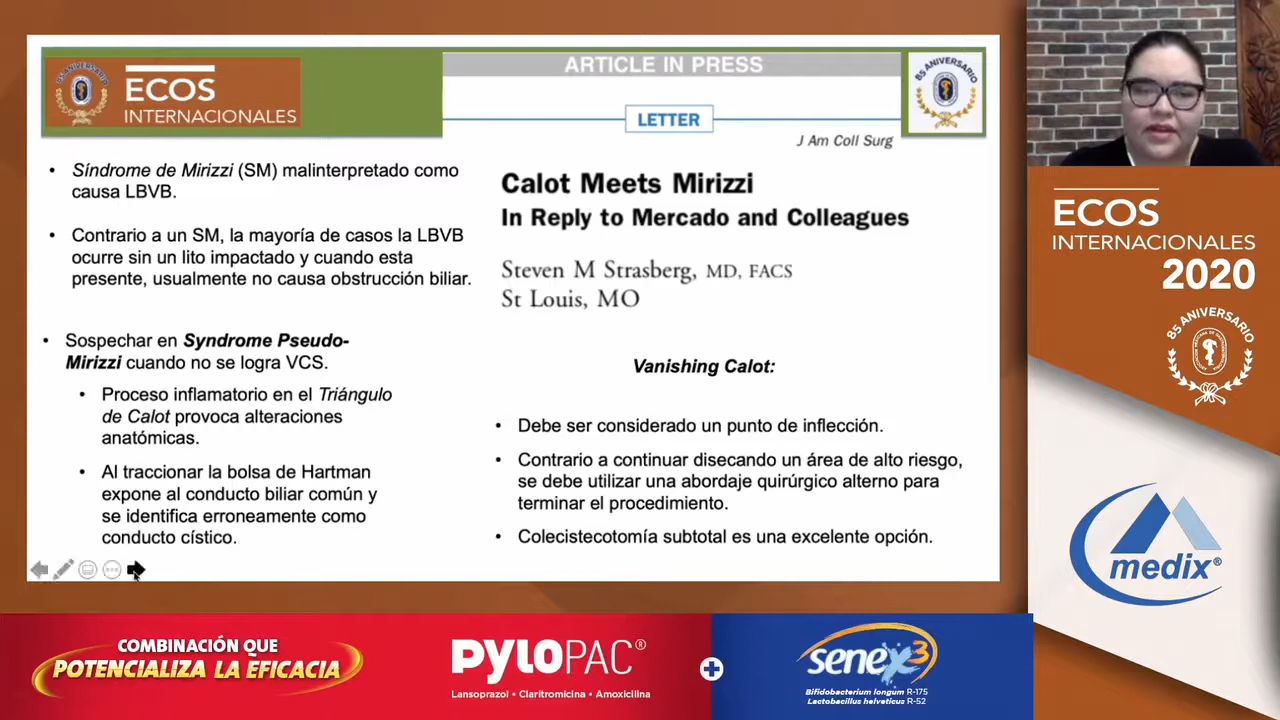 ECOS
INTERNACIONALES
ARTICLE IN PRESS
85 ANIVERSARIO
LETTER
J Am Coll Surg
• Síndrome de Mirizzi (SM) malinterpretado como
causa LBVB.
• Contrario a un SM, la mayoría de casos la LBVB
ocurre sin un lito impactado y cuando esta
presente, usualmente no causa obstrucción biliar.
• Sospechar en Syndrome Pseudo-
Mirizzi cuando no se logra VCS.
• Proceso inflamatorio en el Triángulo
de Calot provoca alteraciones
anatómicas.
• Al traccionar la bolsa de Hartman
expone al conducto biliar común y
se identifica erroneamente como
conducto cístico.
Calot Meets Mirizzi
In Reply to Mercado and Colleagues
Steven M Strasberg, MD, FACS
St Louis, MO
Vanishing Calot:
• Debe ser considerado un punto de inflección.
• Contrario a continuar disecando un área de alto riesgo,
se debe utilizar una abordaje quirúrgico alterno para
terminar el procedimiento.
• Colecistecotomía subtotal es una excelente opción.
ECOS
INTERNACIONALES
2020
85 ANIVERSARIO
medix®
COMBINACIÓN QUE
POTENCIALIZA LA EFICACIA
PYLOPAC®
Lansoprazol • Claritromicina • Amoxicilina
senex3
Bifidobacterium longum R-175
Lactobacillus helveticus R-52